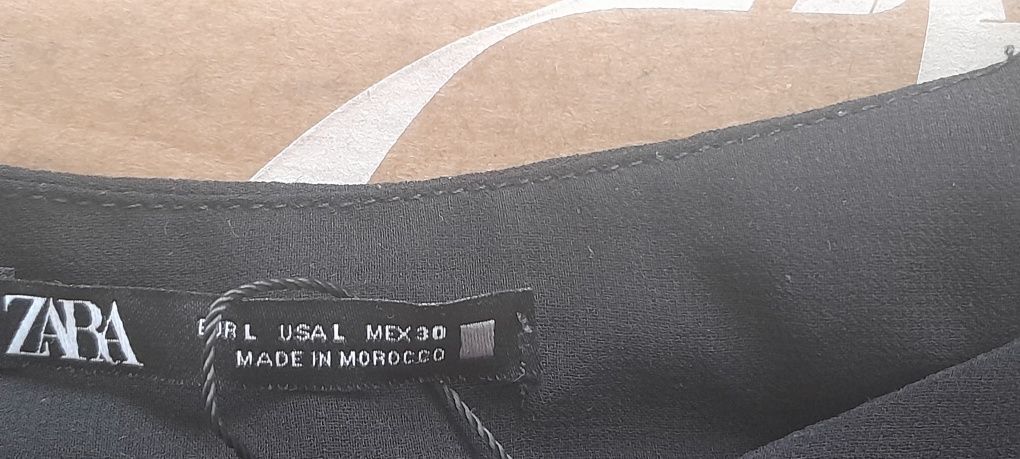 ZARA
EUR L USA L MEX 30
MADE IN MOROCCO